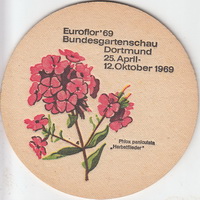 Euroflor'69
Bundesgartenschau
Dortmund
25. April-
12. Oktober 1969
Phlox paniculata
„Herbstflieder"